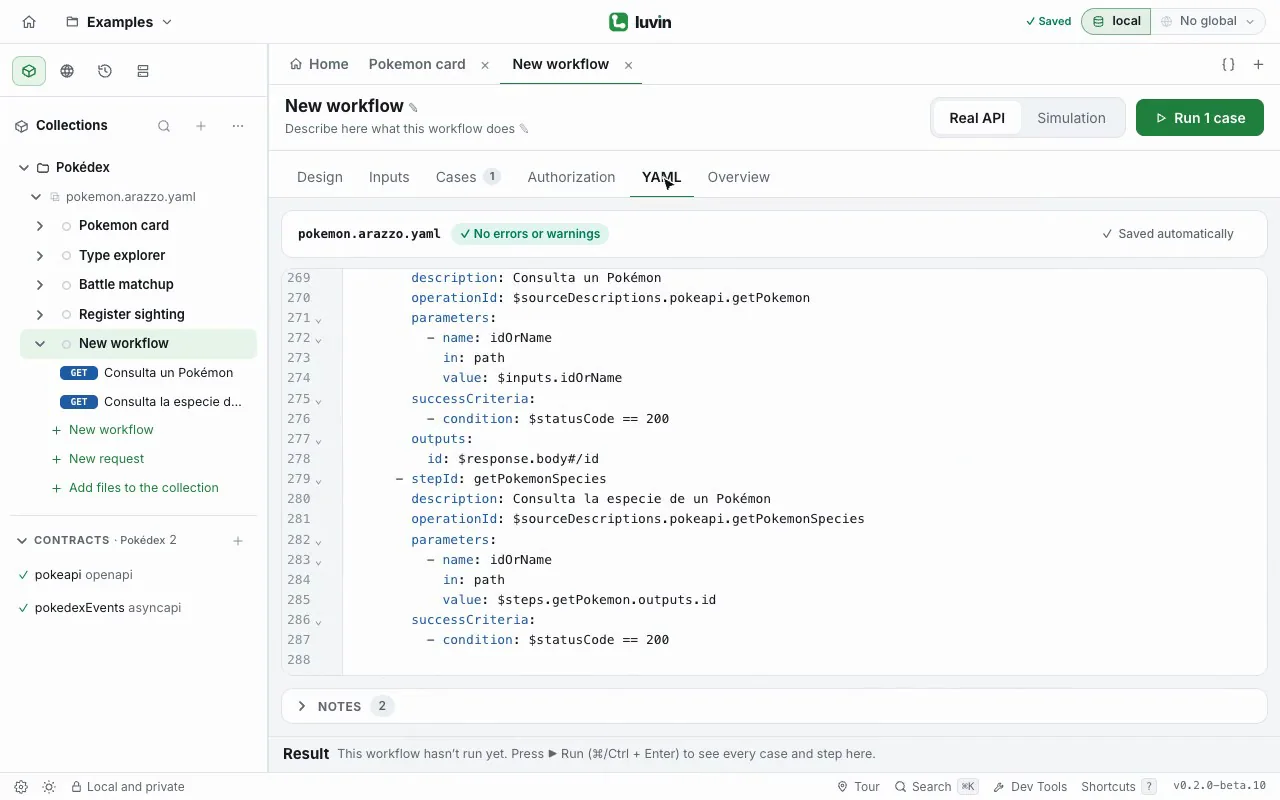 Examples
luvin
Saved
local
No global
Home
Pokemon card
New workflow
{ }
New workflow
Describe here what this workflow does
Real API
Simulation
Run 1 case
Collections
Pokédex
pokemon.arazzo.yaml
Pokemon card
Type explorer
Battle matchup
Register sighting
New workflow
GET Consulta un Pokémon
GET Consulta la especie d...
+ New workflow
+ New request
+ Add files to the collection
CONTRACTS · Pokédex 2
pokeapi openapi
pokedexEvents asyncapi
Design
Inputs
Cases 1
Authorization
YAML
Overview
pokemon.arazzo.yaml
No errors or warnings
Saved automatically
269 description: Consulta un Pokémon
270 operationId: $sourceDescriptions.pokeapi.getPokemon
271 parameters:
272 - name: idOrName
273 in: path
274 value: $inputs.idOrName
275 successCriteria:
276 - condition: $statusCode == 200
277 outputs:
278 id: $response.body#/id
279 - stepId: getPokemonSpecies
280 description: Consulta la especie de un Pokémon
281 operationId: $sourceDescriptions.pokeapi.getPokemonSpecies
282 parameters:
283 - name: idOrName
284 in: path
285 value: $steps.getPokemon.outputs.id
286 successCriteria:
287 - condition: $statusCode == 200
288
NOTES 2
Result This workflow hasn't run yet. Press ▶ Run (⌘/Ctrl + Enter) to see every case and step here.
Local and private
Tour
Search ⌘K
Dev Tools
Shortcuts ?
v0.2.0-beta.10